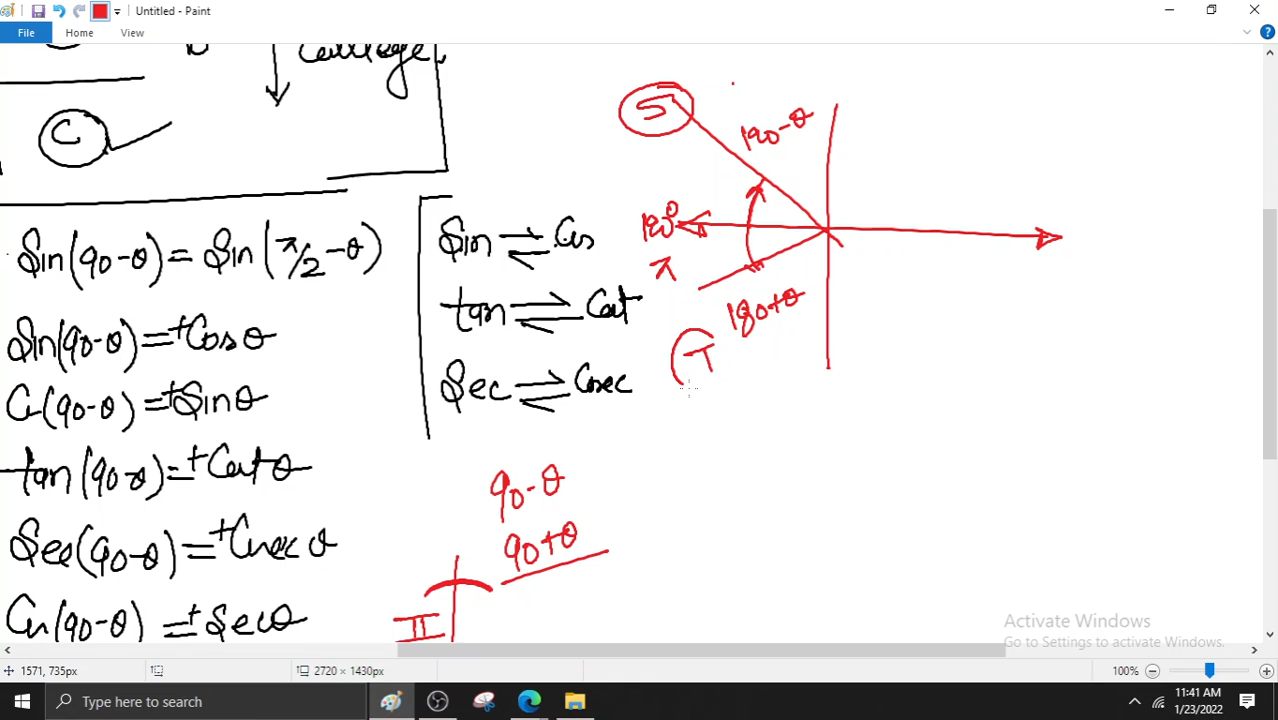 Untitled - Paint
File Home View
College
C
Sin(90-θ) = Sin(π/2-θ)
Sin(90-θ) = +Cosθ
Cos(90-θ) = +Sinθ
tan(90-θ) = +Cotθ
Sec(90-θ) = +Cosec θ
Cos(90-θ) = +Secθ
Sin ⇌ Cos
tan ⇌ Cot
Sec ⇌ Cosec
90-θ
90+θ
II
S
180-θ
180°
π
180+θ
T
Activate Windows
Go to Settings to activate Windows.
1571, 735px
2720 × 1430px
100%
Type here to search
11:41 AM
1/23/2022